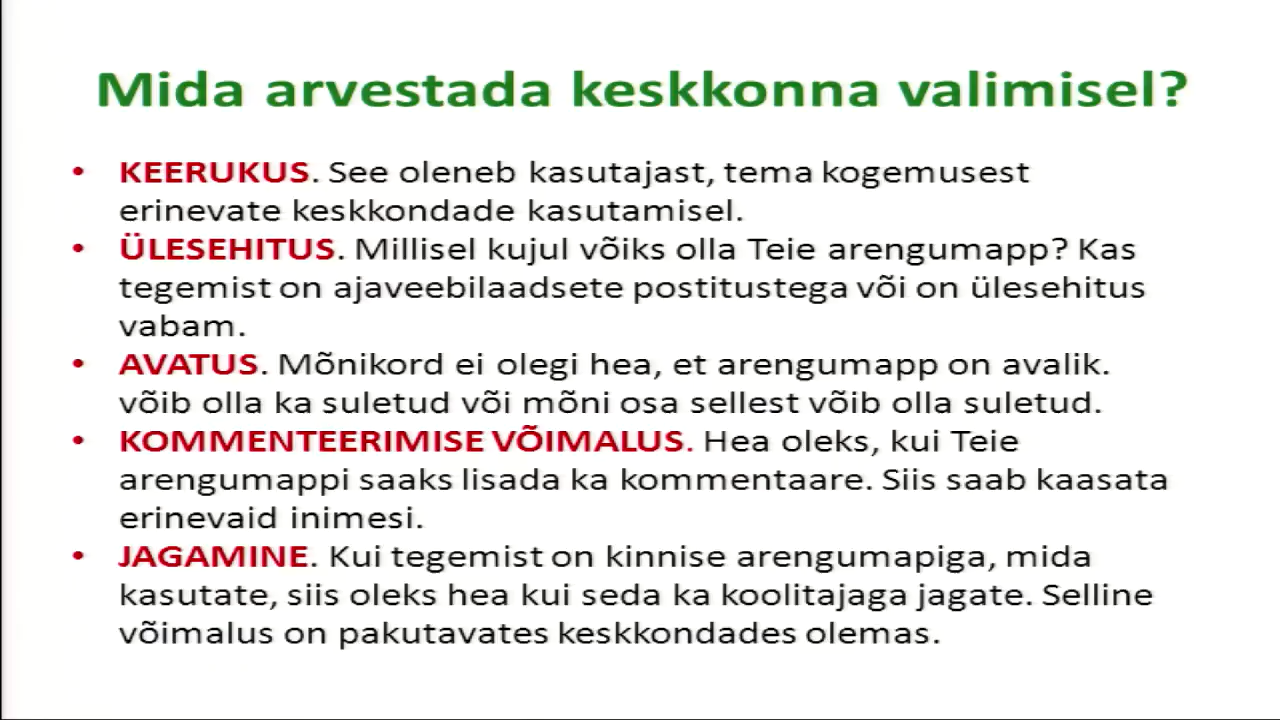 Mida arvestada keskkonna valimisel?
• KEERUKUS. See oleneb kasutajast, tema kogemusest
erinevate keskkondade kasutamisel.
• ÜLESEHITUS. Millisel kujul võiks olla Teie arengumapp? Kas
tegemist on ajaveebilaadsete postitustega või on ülesehitus
vabam.
• AVATUS. Mõnikord ei olegi hea, et arengumapp on avalik.
võib olla ka suletud või mõni osa sellest võib olla suletud.
• KOMMENTEERIMISE VÕIMALUS. Hea oleks, kui Teie
arengumappi saaks lisada ka kommentaare. Siis saab kaasata
erinevaid inimesi.
• JAGAMINE. Kui tegemist on kinnise arengumapiga, mida
kasutate, siis oleks hea kui seda ka koolitajaga jagate. Selline
võimalus on pakutavates keskkondades olemas.